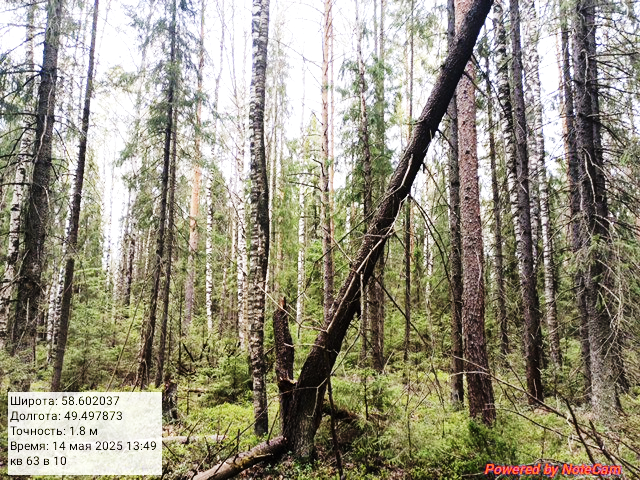 Широта: 58.602037
Долгота: 49.497873
Точность: 1.8 м
Время: 14 мая 2025 13:49
кв 63 в 10
Powered by NoteCam